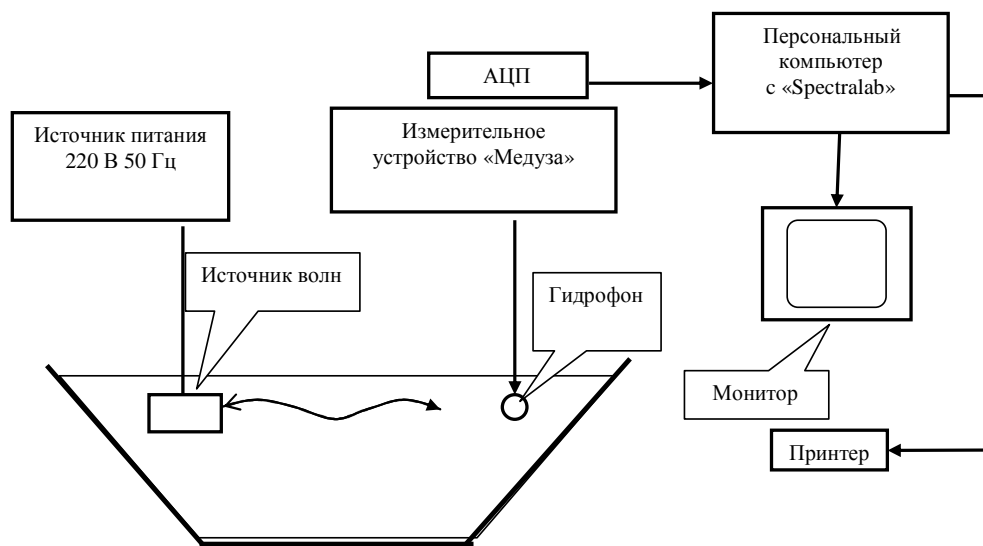 АЦП
Персональный
компьютер
с «Spectralab»
Источник питания
220 В 50 Гц
Измерительное
устройство «Медуза»
Источник волн
Гидрофон
Монитор
Принтер